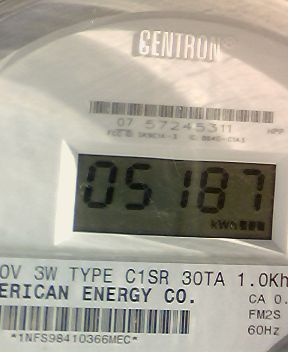 CENTRON®
07 57245311
HPP
05187
kWh
0V 3W TYPE C1SR 30TA 1.0Kh
ERICAN ENERGY CO.
CA 0.
FM2S
60Hz
*1NFS98410366MEC*